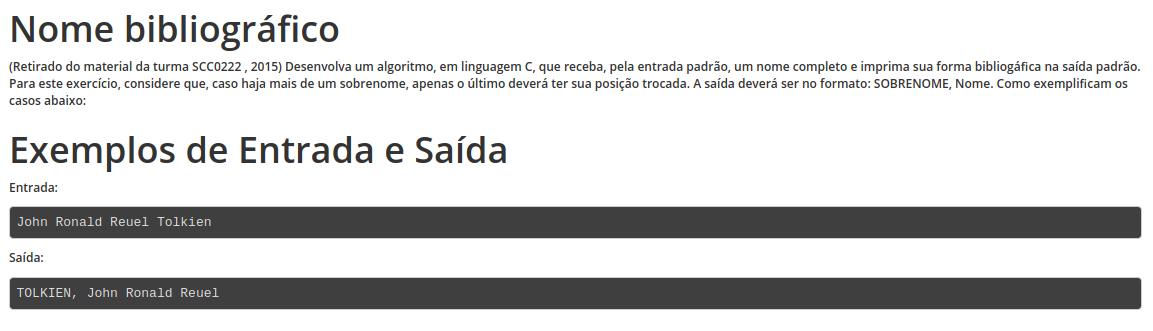 Nome bibliográfico
(Retirado do material da turma SCC0222 , 2015) Desenvolva um algoritmo, em linguagem C, que receba, pela entrada padrão, um nome completo e imprima sua forma bibliogáfica na saída padrão.
Para este exercício, considere que, caso haja mais de um sobrenome, apenas o último deverá ter sua posição trocada. A saída deverá ser no formato: SOBRENOME, Nome. Como exemplificam os
casos abaixo:
Exemplos de Entrada e Saída
Entrada:
John Ronald Reuel Tolkien
Saída:
TOLKIEN, John Ronald Reuel